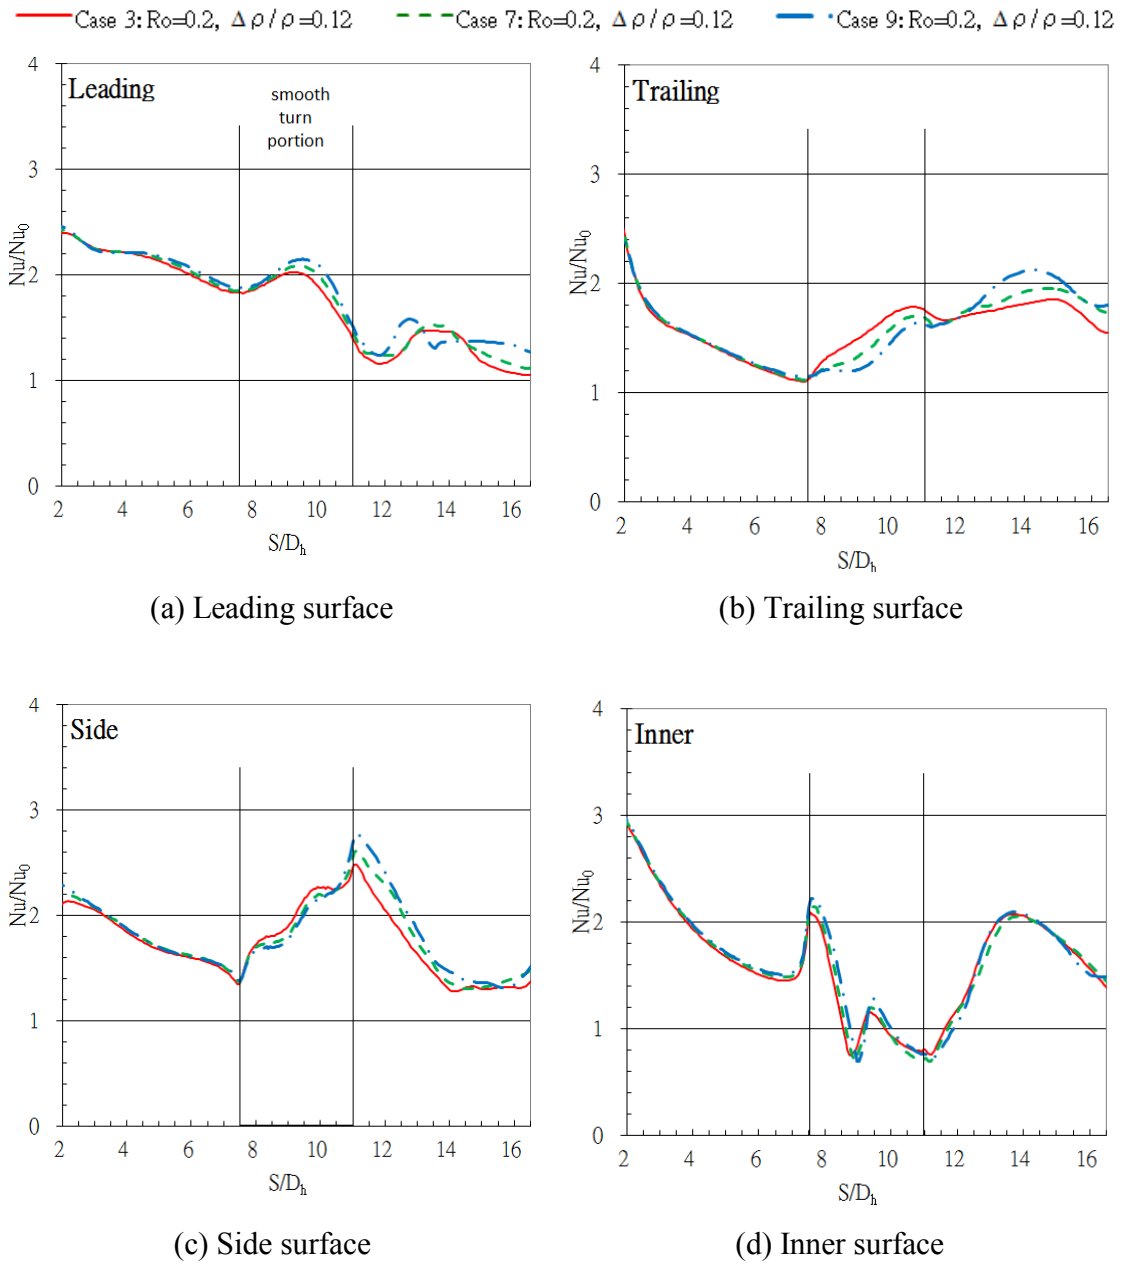 Case 3: Ro=0.2, Δρ/ρ=0.12 Case 7: Ro=0.2, Δρ/ρ=0.12 Case 9: Ro=0.2, Δρ/ρ=0.12
Leading
smooth
turn
portion
4
3
2
1
0
Nu/Nu₀
2 4 6 8 10 12 14 16
S/Dₕ
(a) Leading surface
Trailing
4
3
2
1
0
Nu/Nu₀
2 4 6 8 10 12 14 16
S/Dₕ
(b) Trailing surface
Side
4
3
2
1
0
Nu/Nu₀
2 4 6 8 10 12 14 16
S/Dₕ
(c) Side surface
Inner
4
3
2
1
0
Nu/Nu₀
2 4 6 8 10 12 14 16
S/Dₕ
(d) Inner surface